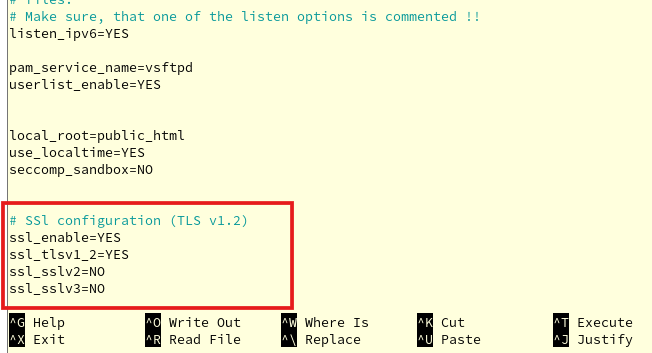 # files.
# Make sure, that one of the listen options is commented !!
listen_ipv6=YES
pam_service_name=vsftpd
userlist_enable=YES
local_root=public_html
use_localtime=YES
seccomp_sandbox=NO
# SSl configuration (TLS v1.2)
ssl_enable=YES
ssl_tlsv1_2=YES
ssl_sslv2=NO
ssl_sslv3=NO
^G Help ^O Write Out ^W Where Is ^K Cut ^T Execute
^X Exit ^R Read File ^\ Replace ^U Paste ^J Justify